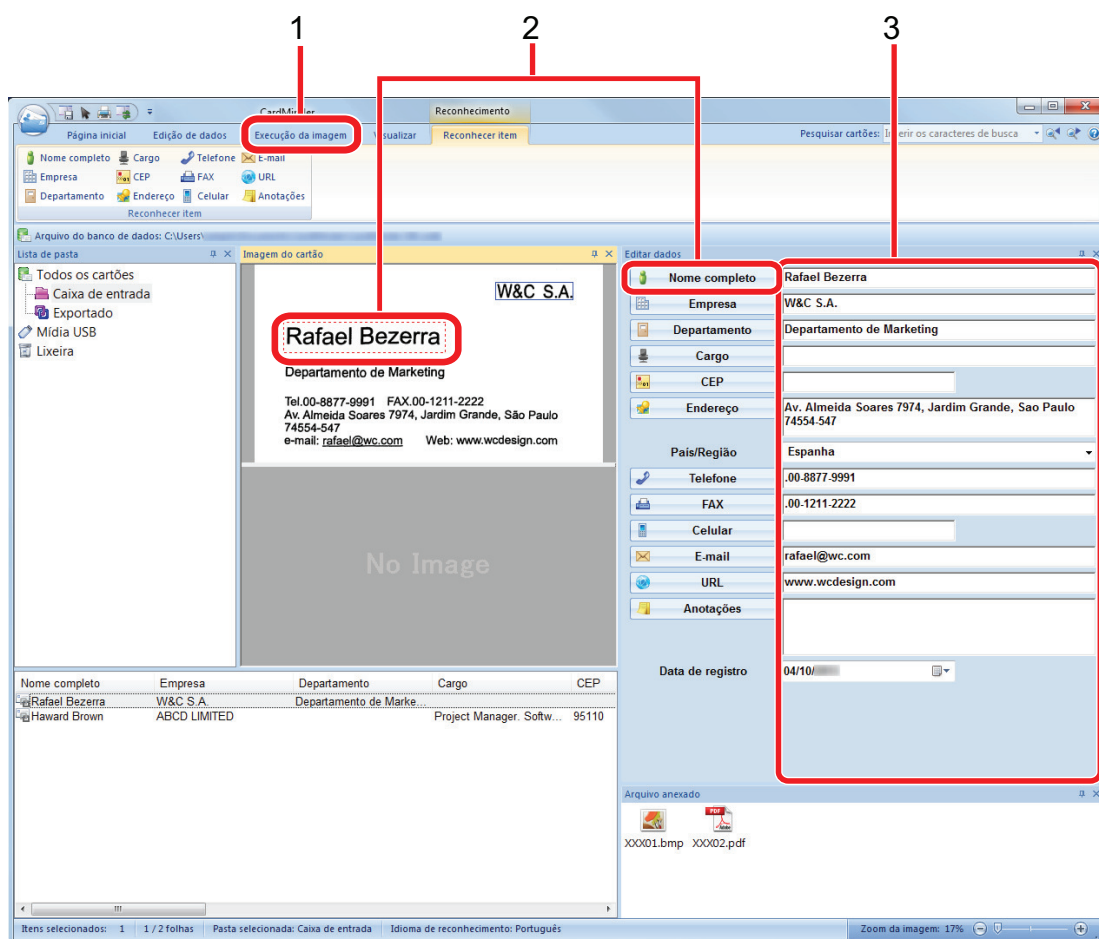 1 2 3
CardMinder Reconhecimento
Página inicial Edição de dados Execução da imagem Visualizar Reconhecer item Pesquisar cartões: Inserir os caracteres de busca
Nome completo Cargo Telefone E-mail
Empresa CEP FAX URL
Departamento Endereço Celular Anotações
Reconhecer item
Arquivo do banco de dados: C:\Users\
Lista de pasta
Todos os cartões
Caixa de entrada
Exportado
Mídia USB
Lixeira
Imagem do cartão
W&C S.A.
Rafael Bezerra
Departamento de Marketing
Tel.00-8877-9991 FAX.00-1211-2222
Av. Almeida Soares 7974, Jardim Grande, São Paulo
74554-547
e-mail: rafael@wc.com Web: www.wcdesign.com
No Image
Editar dados
Nome completo Rafael Bezerra
Empresa W&C S.A.
Departamento Departamento de Marketing
Cargo
CEP
Endereço Av. Almeida Soares 7974, Jardim Grande, Sao Paulo
74554-547
País/Região Espanha
Telefone .00-8877-9991
FAX .00-1211-2222
Celular
E-mail rafael@wc.com
URL www.wcdesign.com
Anotações
Data de registro 04/10/
Nome completo Empresa Departamento Cargo CEP
Rafael Bezerra W&C S.A. Departamento de Marke...
Haward Brown ABCD LIMITED Project Manager. Softw... 95110
Arquivo anexado
PDF
Adobe
XXX01.bmp XXX02.pdf
Itens selecionados: 1 1 / 2 folhas Pasta selecionada: Caixa de entrada Idioma de reconhecimento: Português Zoom da imagem: 17%